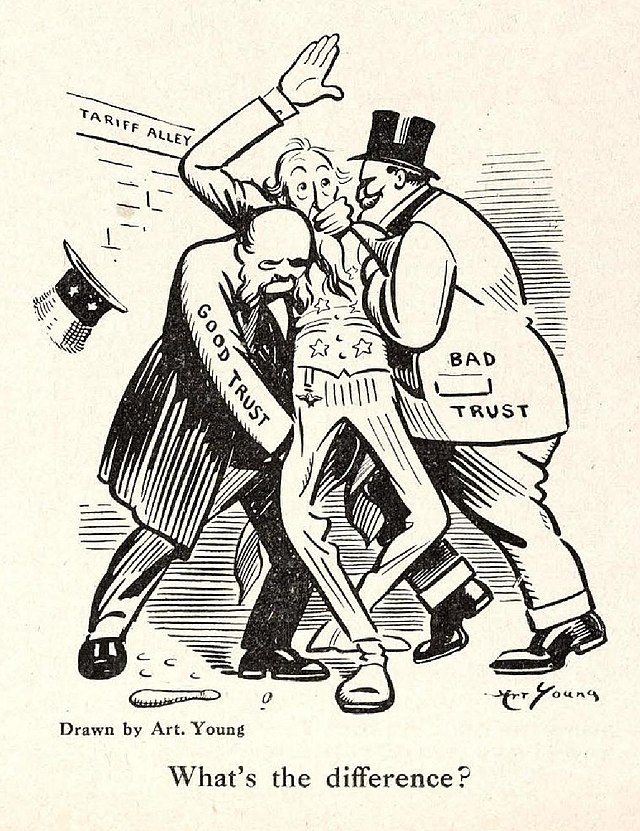 TARIFF ALLEY
GOOD TRUST
BAD
TRUST
Art Young
Drawn by Art. Young
What's the difference?